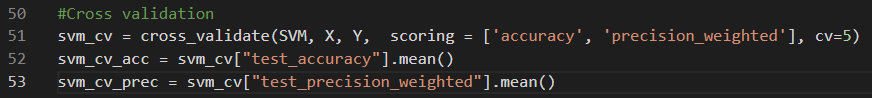 50 #Cross validation
51 svm_cv = cross_validate(SVM, X, Y,  scoring = ['accuracy', 'precision_weighted'], cv=5)
52 svm_cv_acc = svm_cv["test_accuracy"].mean()
53 svm_cv_prec = svm_cv["test_precision_weighted"].mean()